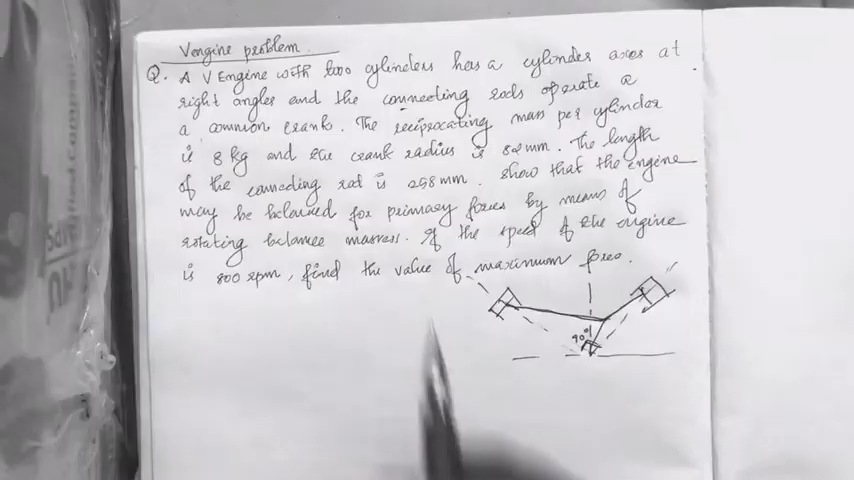 V engine problem
Q. A V Engine with two cylinders has a cylinder axes at
right angles and the connecting rods operate a
a common crank. The reciprocating mass per cylinder
is 8 kg and the crank radius is mm. The length
of the connecting rod is 258 mm. show that the engine
may be balanced for primary forces by means of
rotating balance masses. If the speed of the engine
is 800 rpm, find the value of maximum force.
90°